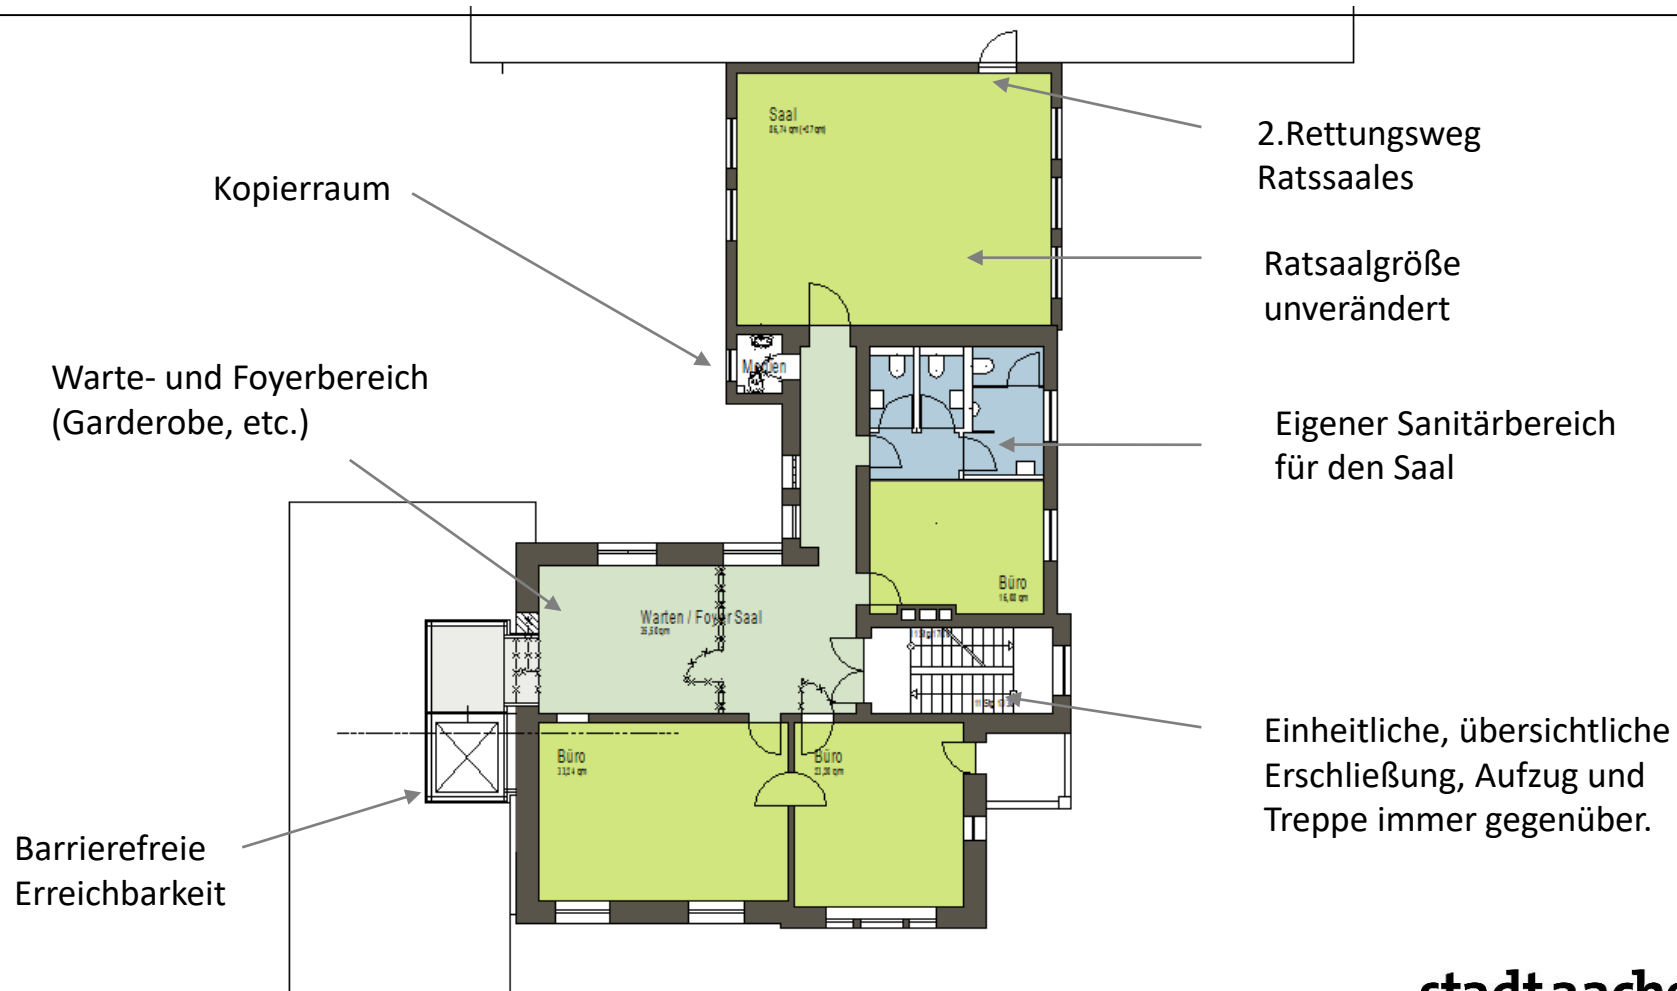 2.Rettungsweg
Ratssaales
Saal
Kopierraum
Ratsaalgröße
unverändert
Warte- und Foyerbereich
(Garderobe, etc.)
Eigener Sanitärbereich
für den Saal
Büro
Warten / Foyer Saal
Büro
Büro
Einheitliche, übersichtliche
Erschließung, Aufzug und
Treppe immer gegenüber.
Barrierefreie
Erreichbarkeit